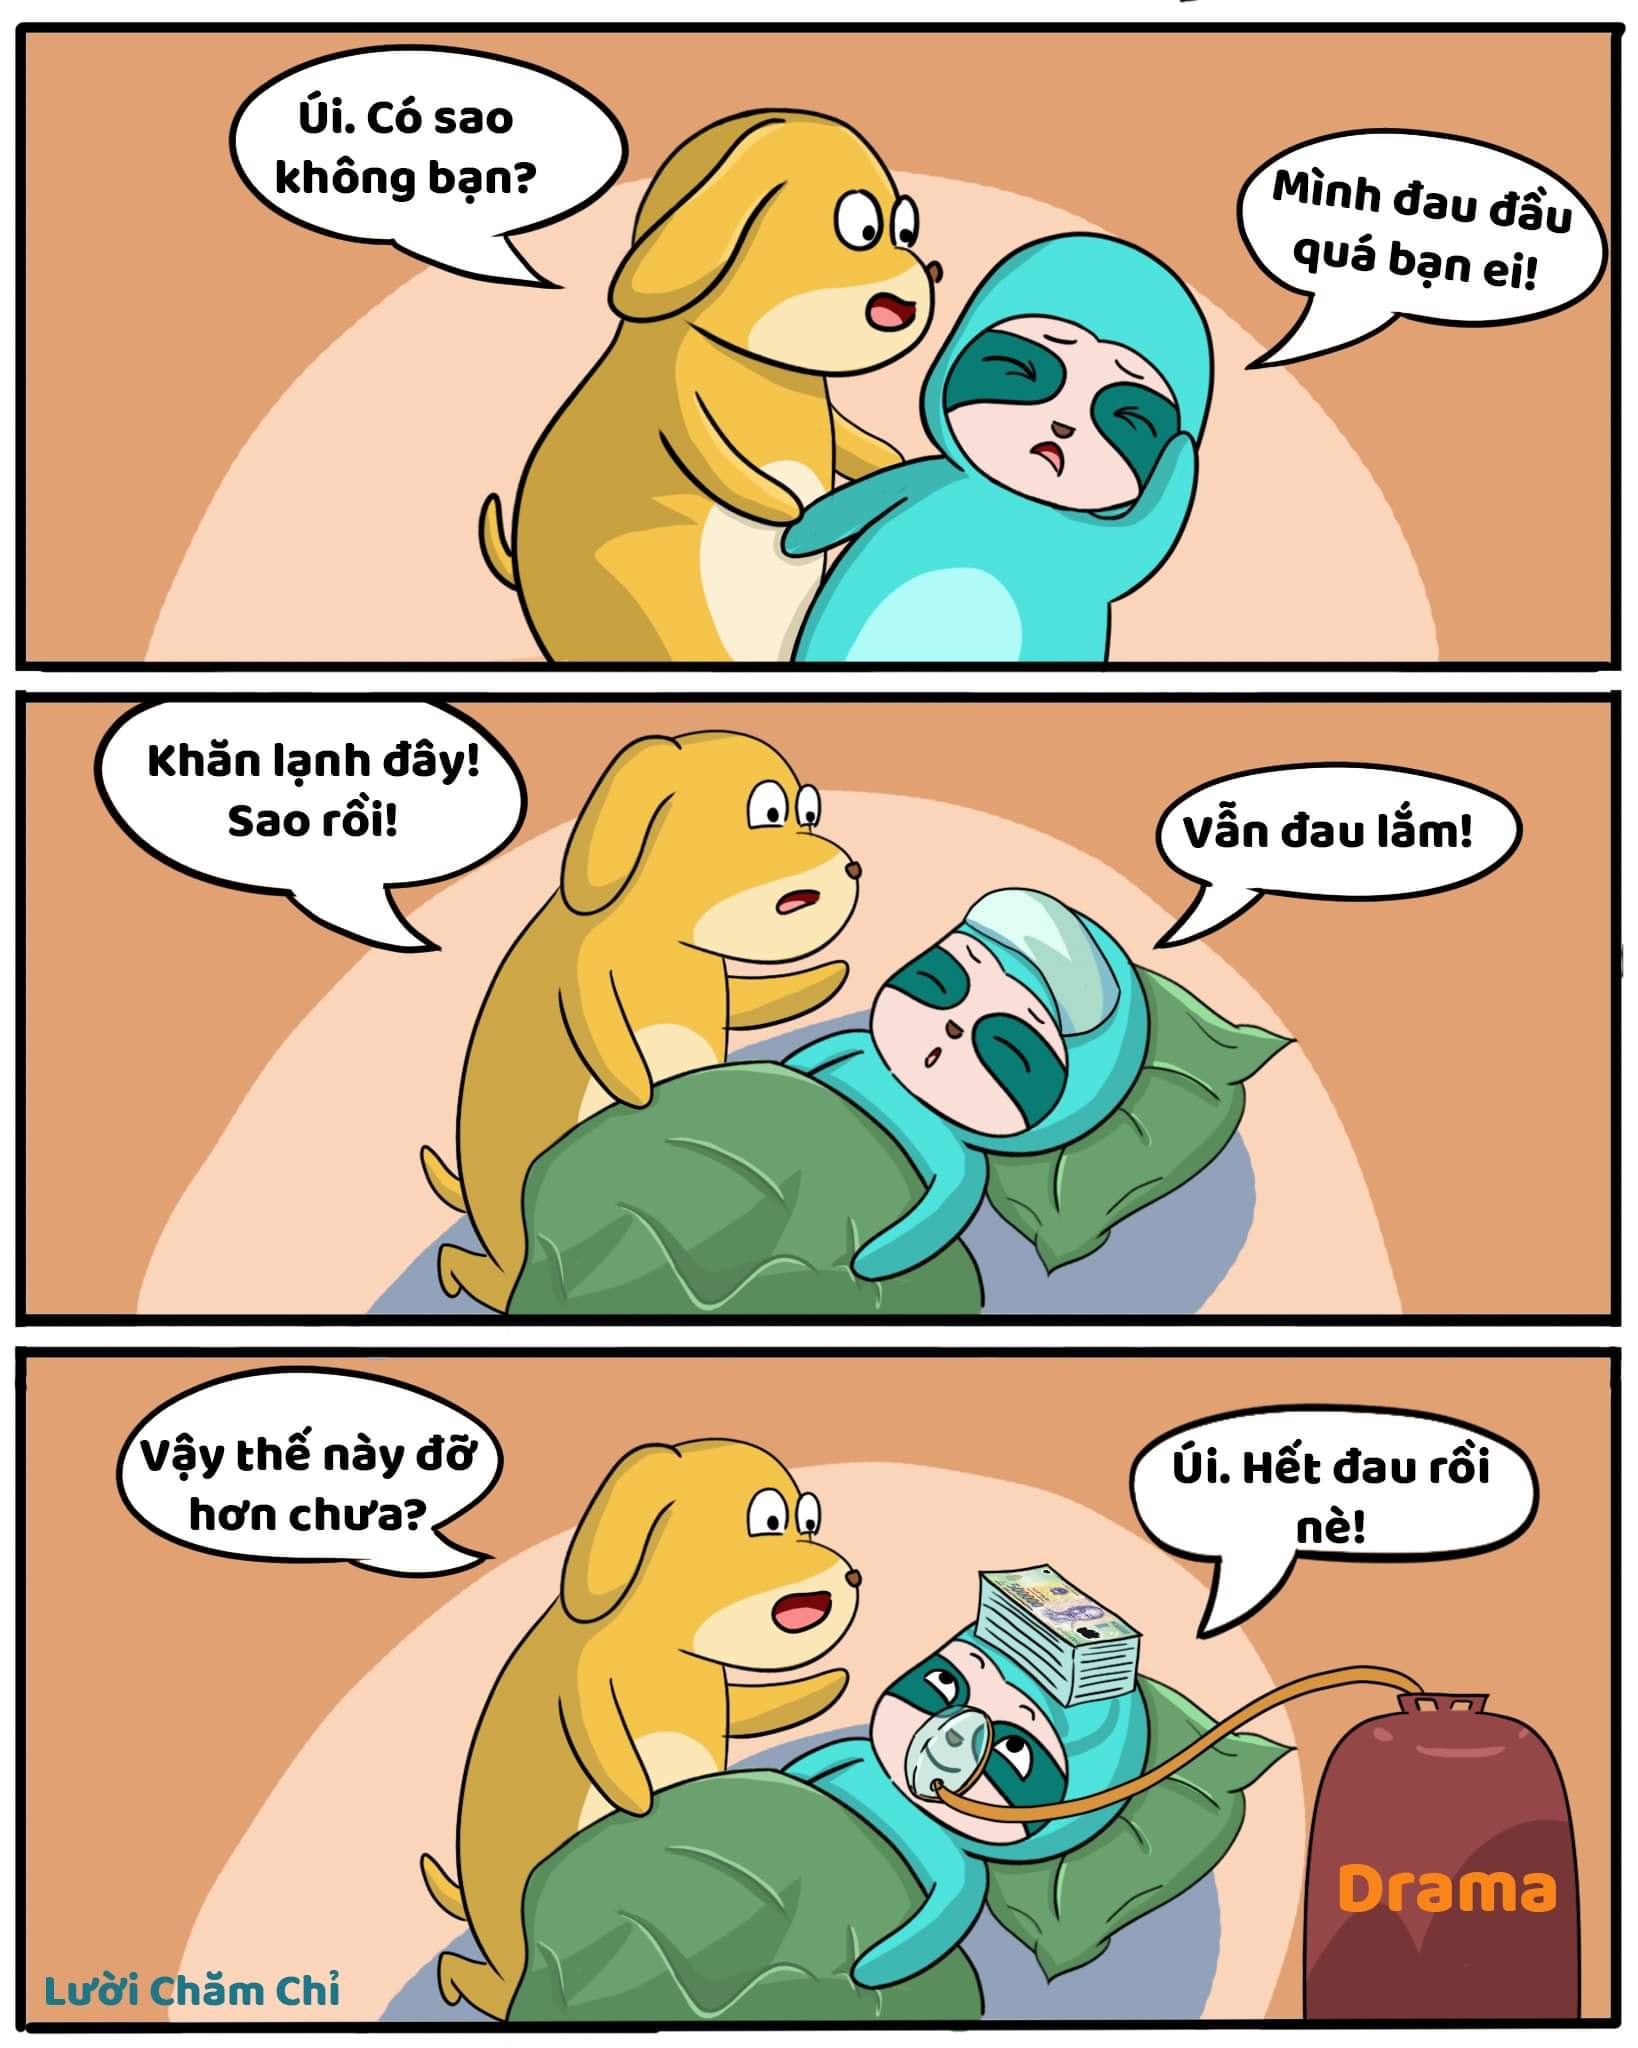 Úi. Có sao
không bạn?
Mình đau đầu
quá bạn ei!
Khăn lạnh đây!
Sao rồi!
Vẫn đau lắm!
Vậy thế này đỡ
hơn chưa?
Úi. Hết đau rồi
nè!
500000
Drama
Lười Chăm Chỉ